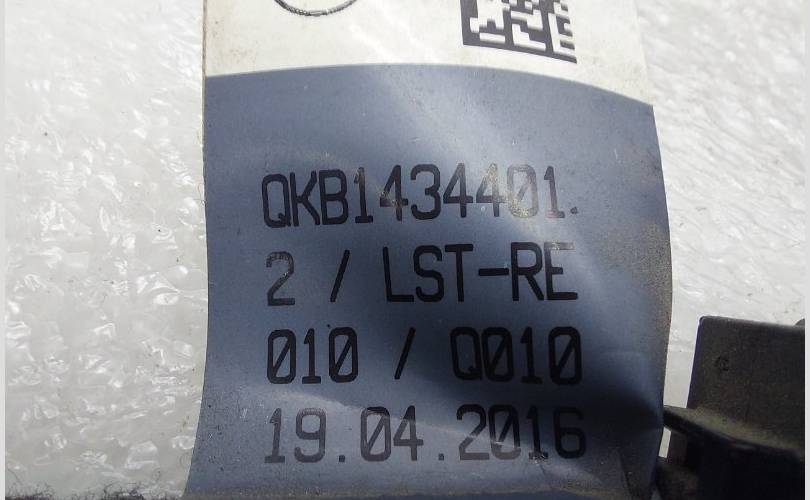 QKB1434401.
2 / LST-RE
010 / Q010
19.04.2016